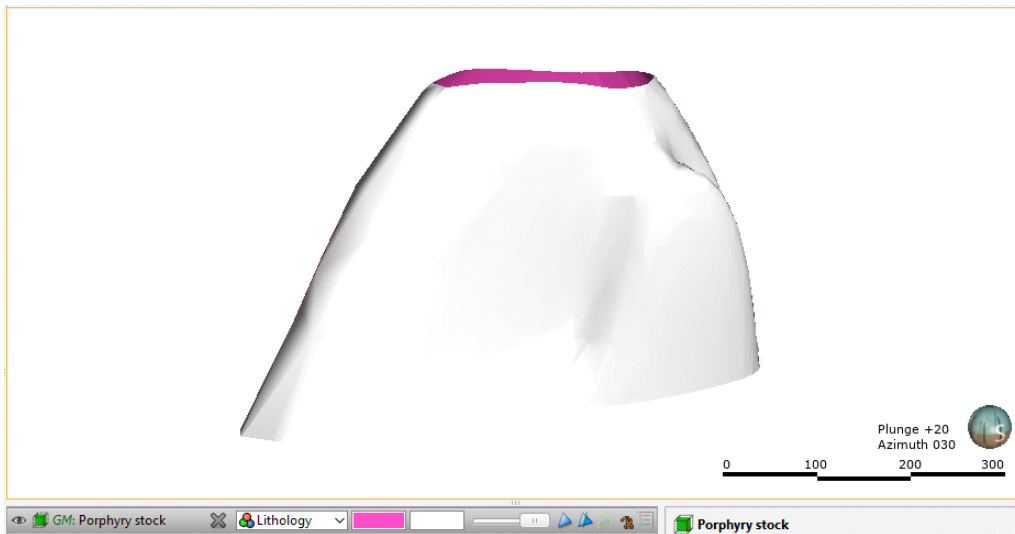 Plunge +20
Azimuth 030
S
0 100 200 300
GM: Porphyry stock
Lithology
Porphyry stock